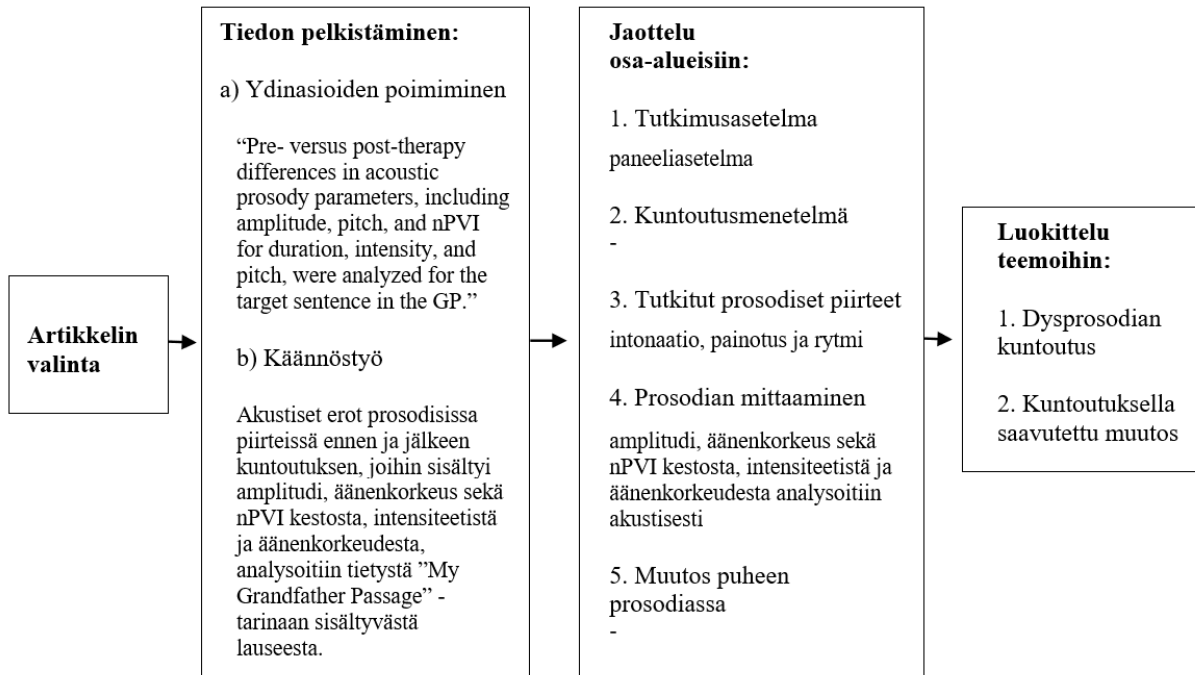 Artikkelin
valinta
Tiedon pelkistäminen:
a) Ydinasioiden poimiminen
“Pre- versus post-therapy
differences in acoustic
prosody parameters, including
amplitude, pitch, and nPVI
for duration, intensity, and
pitch, were analyzed for the
target sentence in the GP.”
b) Käännöstyö
Akustiset erot prosodisissa
piirteissä ennen ja jälkeen
kuntoutuksen, joihin sisältyi
amplitudi, äänenkorkeus sekä
nPVI kestosta, intensiteetistä
ja äänenkorkeudesta,
analysoitiin tietystä ”My
Grandfather Passage” -
tarinaan sisältyvästä
lauseesta.
Jaottelu
osa-alueisiin:
1. Tutkimusasetelma
paneeliasetelma
2. Kuntoutusmenetelmä
-
3. Tutkitut prosodiset piirteet
intonaatio, painotus ja rytmi
4. Prosodian mittaaminen
amplitudi, äänenkorkeus sekä
nPVI kestosta, intensiteetistä ja
äänenkorkeudesta analysoitiin
akustisesti
5. Muutos puheen
prosodiassa
-
Luokittelu
teemoihin:
1. Dysprosodian
kuntoutus
2. Kuntoutuksella
saavutettu muutos